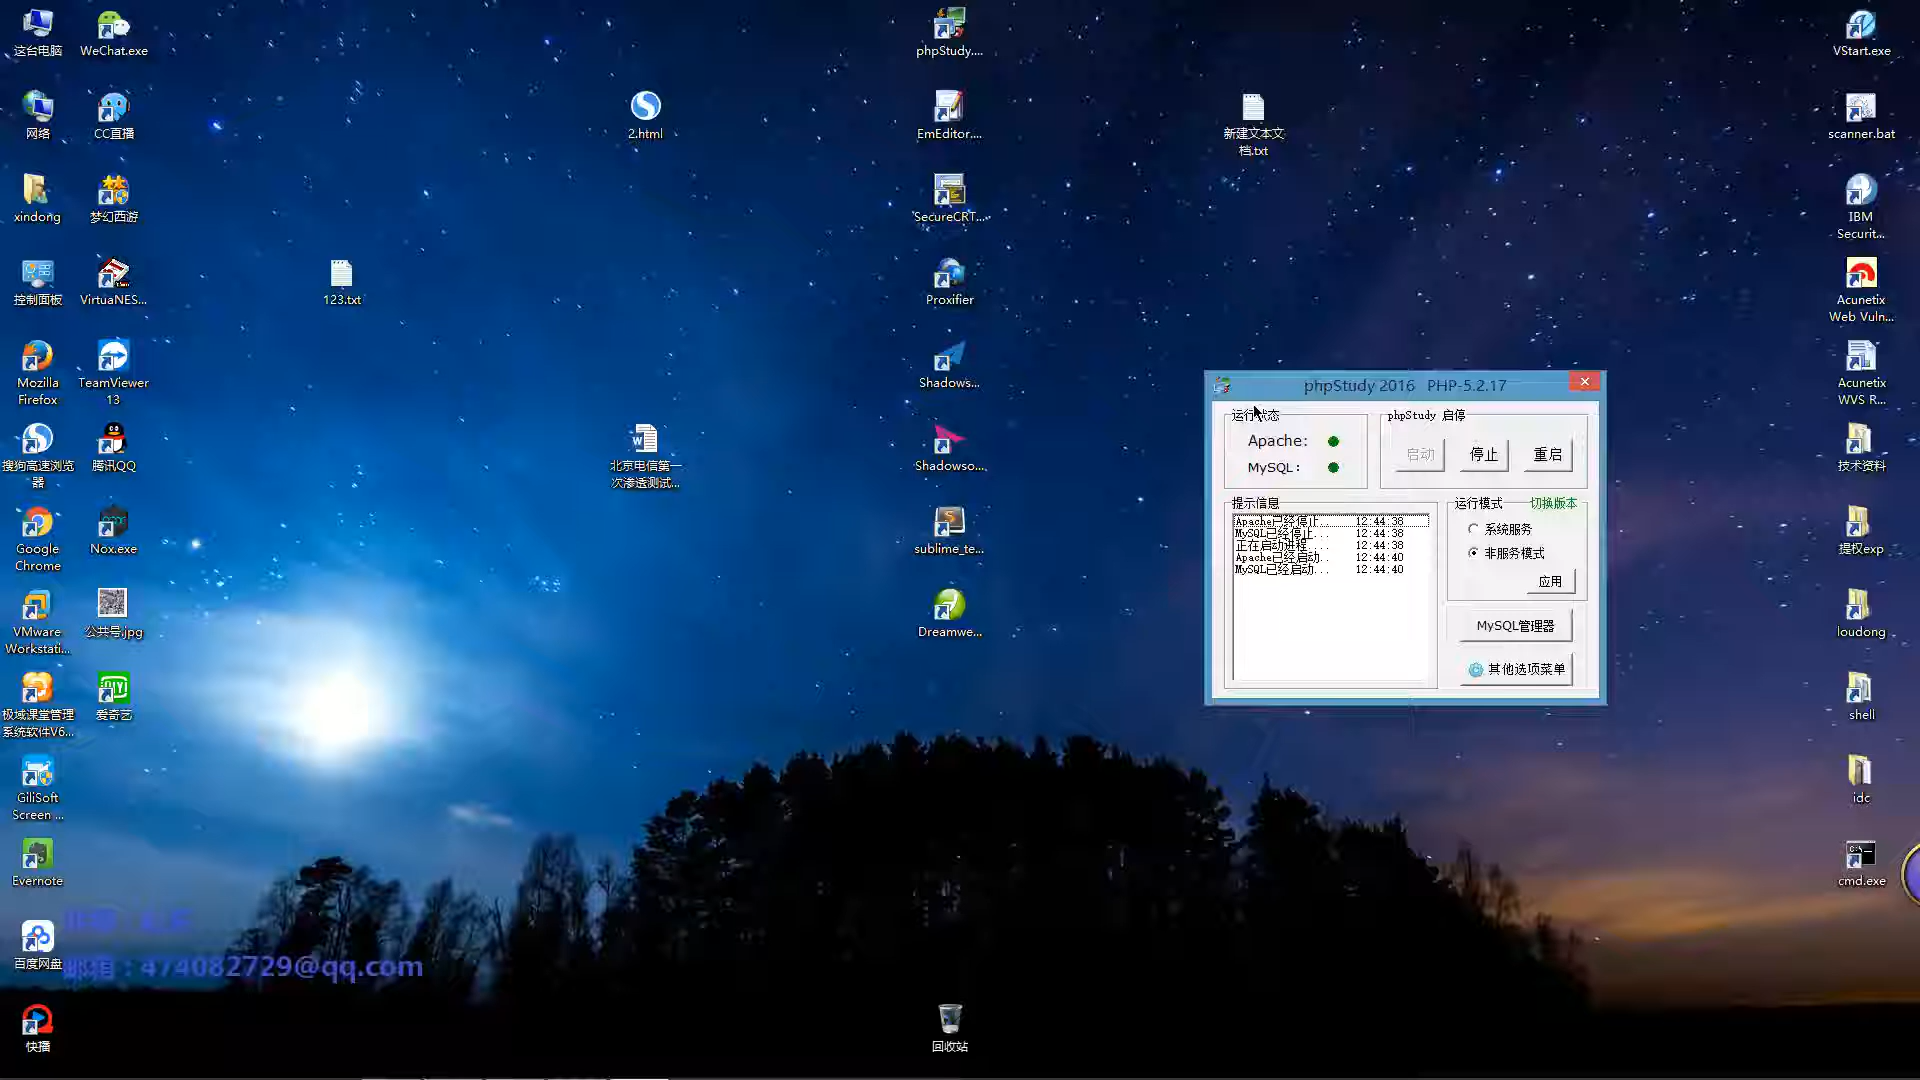 这台电脑
WeChat.exe
phpStudy....
VStart.exe
网络
CC直播
2.html
EmEditor....
新建文本文
档.txt
scanner.bat
xindong
梦幻西游
SecureCRT...
IBM
Securit...
控制面板
VirtuaNES...
123.txt
Proxifier
Acunetix
Web Vuln...
Mozilla
Firefox
TeamViewer
13
Shadows...
Acunetix
WVS R...
搜狗高速浏览
器
腾讯QQ
北京电信第一
次渗透测试...
Shadowso...
技术资料
Google
Chrome
Nox.exe
sublime_te...
提权exp
VMware
Workstati...
公共号.jpg
Dreamwe...
loudong
极域课堂管理
系统软件V6...
爱奇艺
shell
GiliSoft
Screen ...
idc
Evernote
cmd.exe
百度网盘
邮箱：474082729@qq.com
快播
回收站
phpStudy 2016 PHP-5.2.17
运行状态
Apache:
MySQL:
phpStudy 启停
启动
停止
重启
提示信息
Apache已经停止... 12:44:38
MySQL已经停止... 12:44:38
正在启动进程... 12:44:38
Apache已经启动.. 12:44:40
MySQL已经启动... 12:44:40
运行模式
切换版本
系统服务
非服务模式
应用
MySQL管理器
其他选项菜单